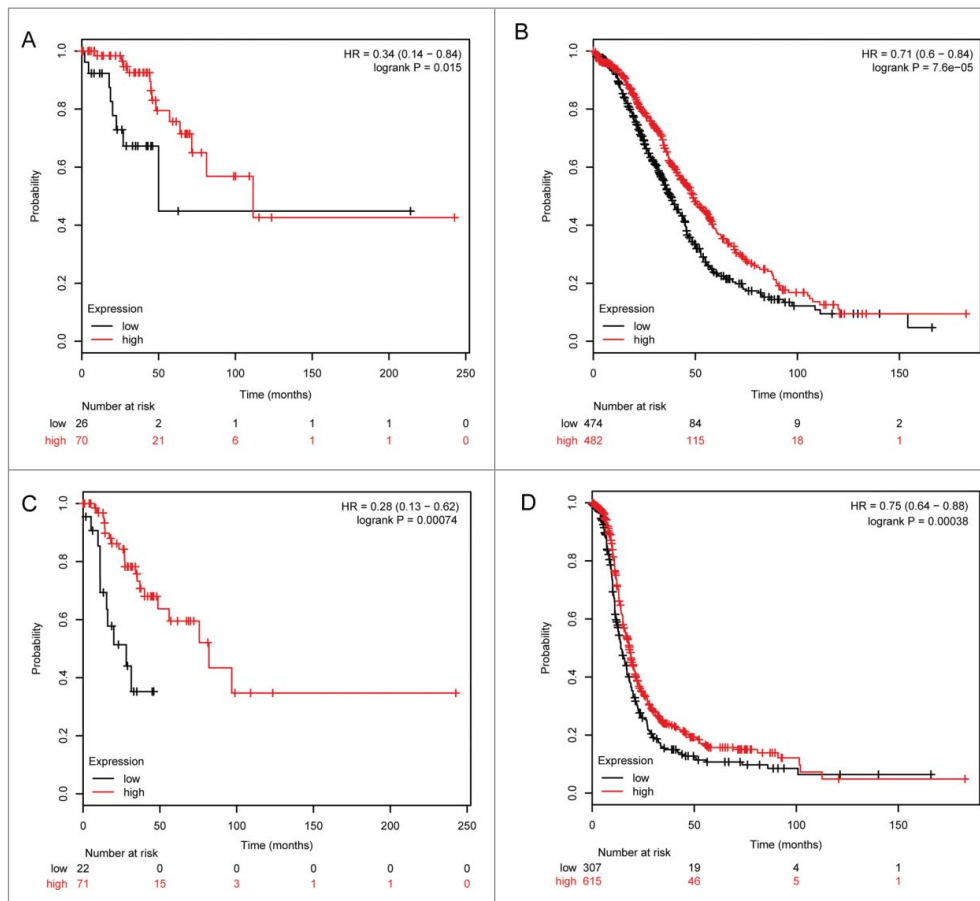 A
HR = 0.34 (0.14 − 0.84)
logrank P = 0.015
Probability
1.0
0.8
0.6
0.4
0.2
0.0
Expression
low
high
0 50 100 150 200 250
Time (months)
Number at risk
low 26 2 1 1 1 0
high 70 21 6 1 1 0
B
HR = 0.71 (0.6 − 0.84)
logrank P = 7.6e−05
Probability
1.0
0.8
0.6
0.4
0.2
0.0
Expression
low
high
0 50 100 150
Time (months)
Number at risk
low 474 84 9 2
high 482 115 18 1
C
HR = 0.28 (0.13 − 0.62)
logrank P = 0.00074
Probability
1.0
0.8
0.6
0.4
0.2
0.0
Expression
low
high
0 50 100 150 200 250
Time (months)
Number at risk
low 22 0 0 0 0 0
high 71 15 3 1 1 0
D
HR = 0.75 (0.64 − 0.88)
logrank P = 0.00038
Probability
1.0
0.8
0.6
0.4
0.2
0.0
Expression
low
high
0 50 100 150
Time (months)
Number at risk
low 307 19 4 1
high 615 46 5 1